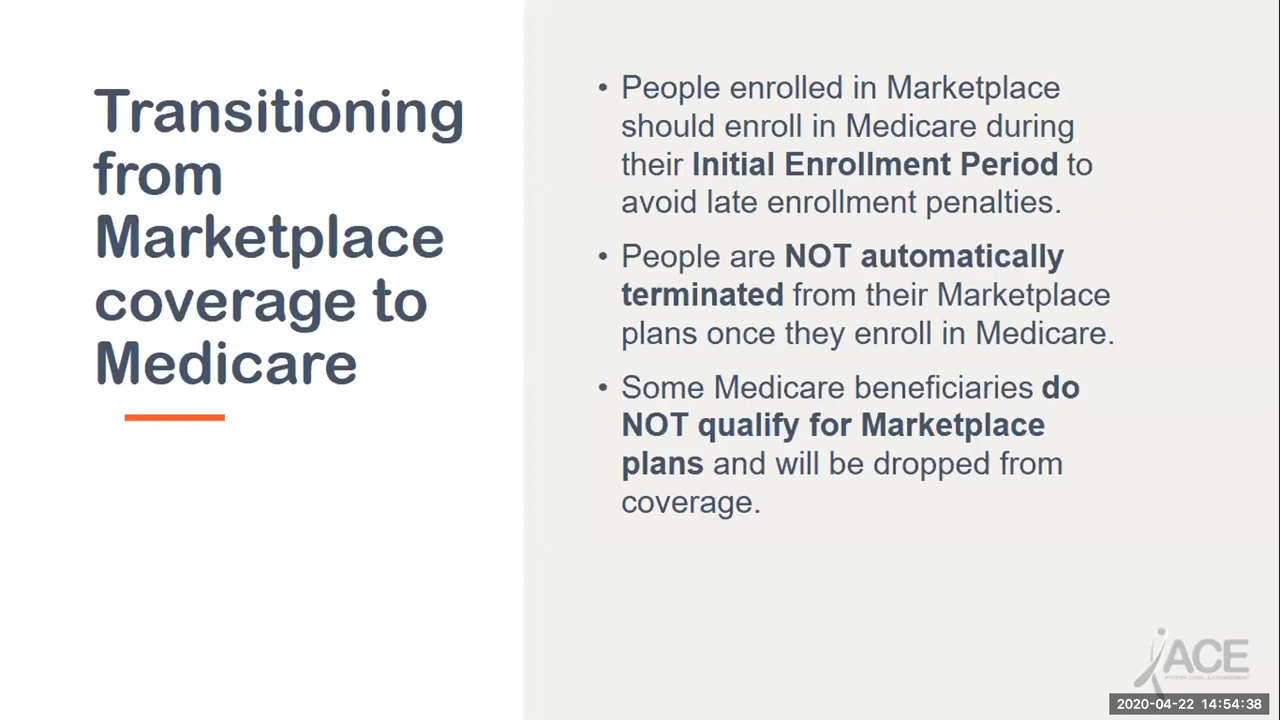 Transitioning
from
Marketplace
coverage to
Medicare
• People enrolled in Marketplace
should enroll in Medicare during
their Initial Enrollment Period to
avoid late enrollment penalties.
• People are NOT automatically
terminated from their Marketplace
plans once they enroll in Medicare.
• Some Medicare beneficiaries do
NOT qualify for Marketplace
plans and will be dropped from
coverage.
ACE
2020-04-22 14:54:38